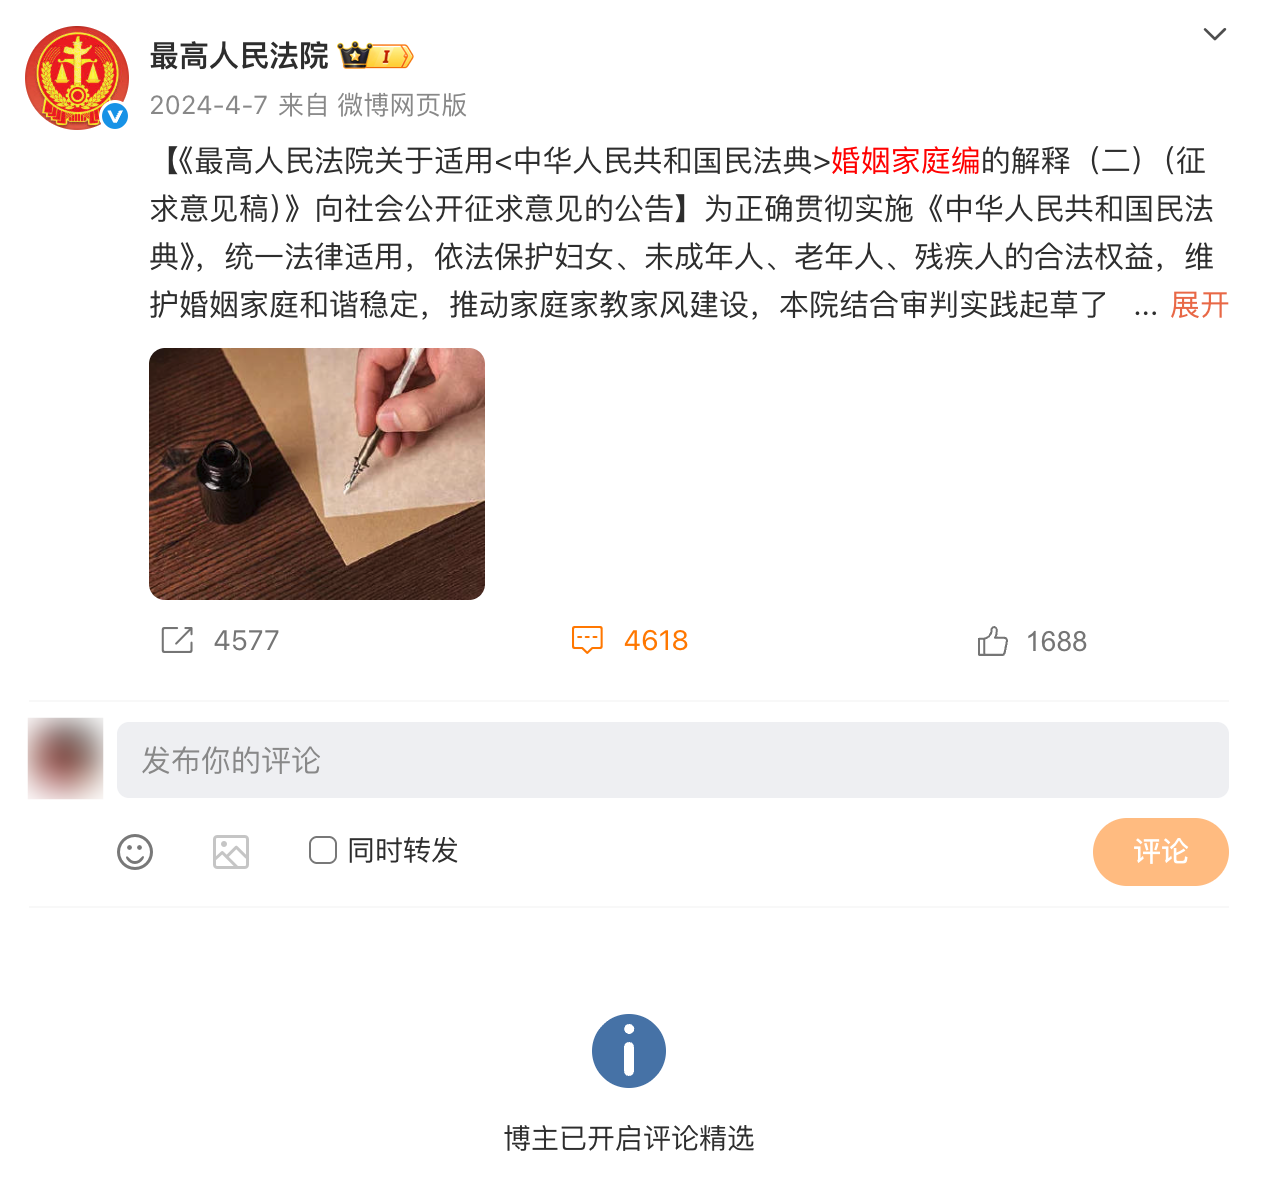 最高人民法院 I
2024-4-7 来自 微博网页版
【《最高人民法院关于适用<中华人民共和国民法典>婚姻家庭编的解释（二）（征
求意见稿）》向社会公开征求意见的公告】为正确贯彻实施《中华人民共和国民法
典》，统一法律适用，依法保护妇女、未成年人、老年人、残疾人的合法权益，维
护婚姻家庭和谐稳定，推动家庭家教家风建设，本院结合审判实践起草了 ... 展开
4577 4618 1688
发布你的评论
同时转发 评论
博主已开启评论精选